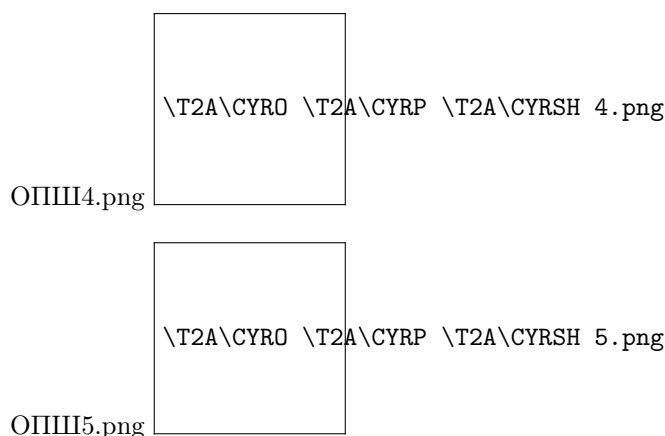 \T2A\CYRO \T2A\CYRP \T2A\CYRSH 4.png
ОПШ4.png
\T2A\CYRO \T2A\CYRP \T2A\CYRSH 5.png
ОПШ5.png